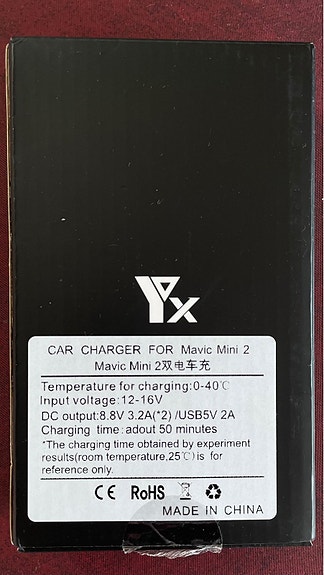 Yx
CAR CHARGER FOR Mavic Mini 2
Mavic Mini 2双电车充
Temperature for charging:0-40℃
Input voltage:12-16V
DC output:8.8V 3.2A(*2) /USB5V 2A
Charging time:adout 50 minutes
*The charging time obtained by experiment
results(room temperature,25℃)is for
reference only.
CE RoHS
MADE IN CHINA